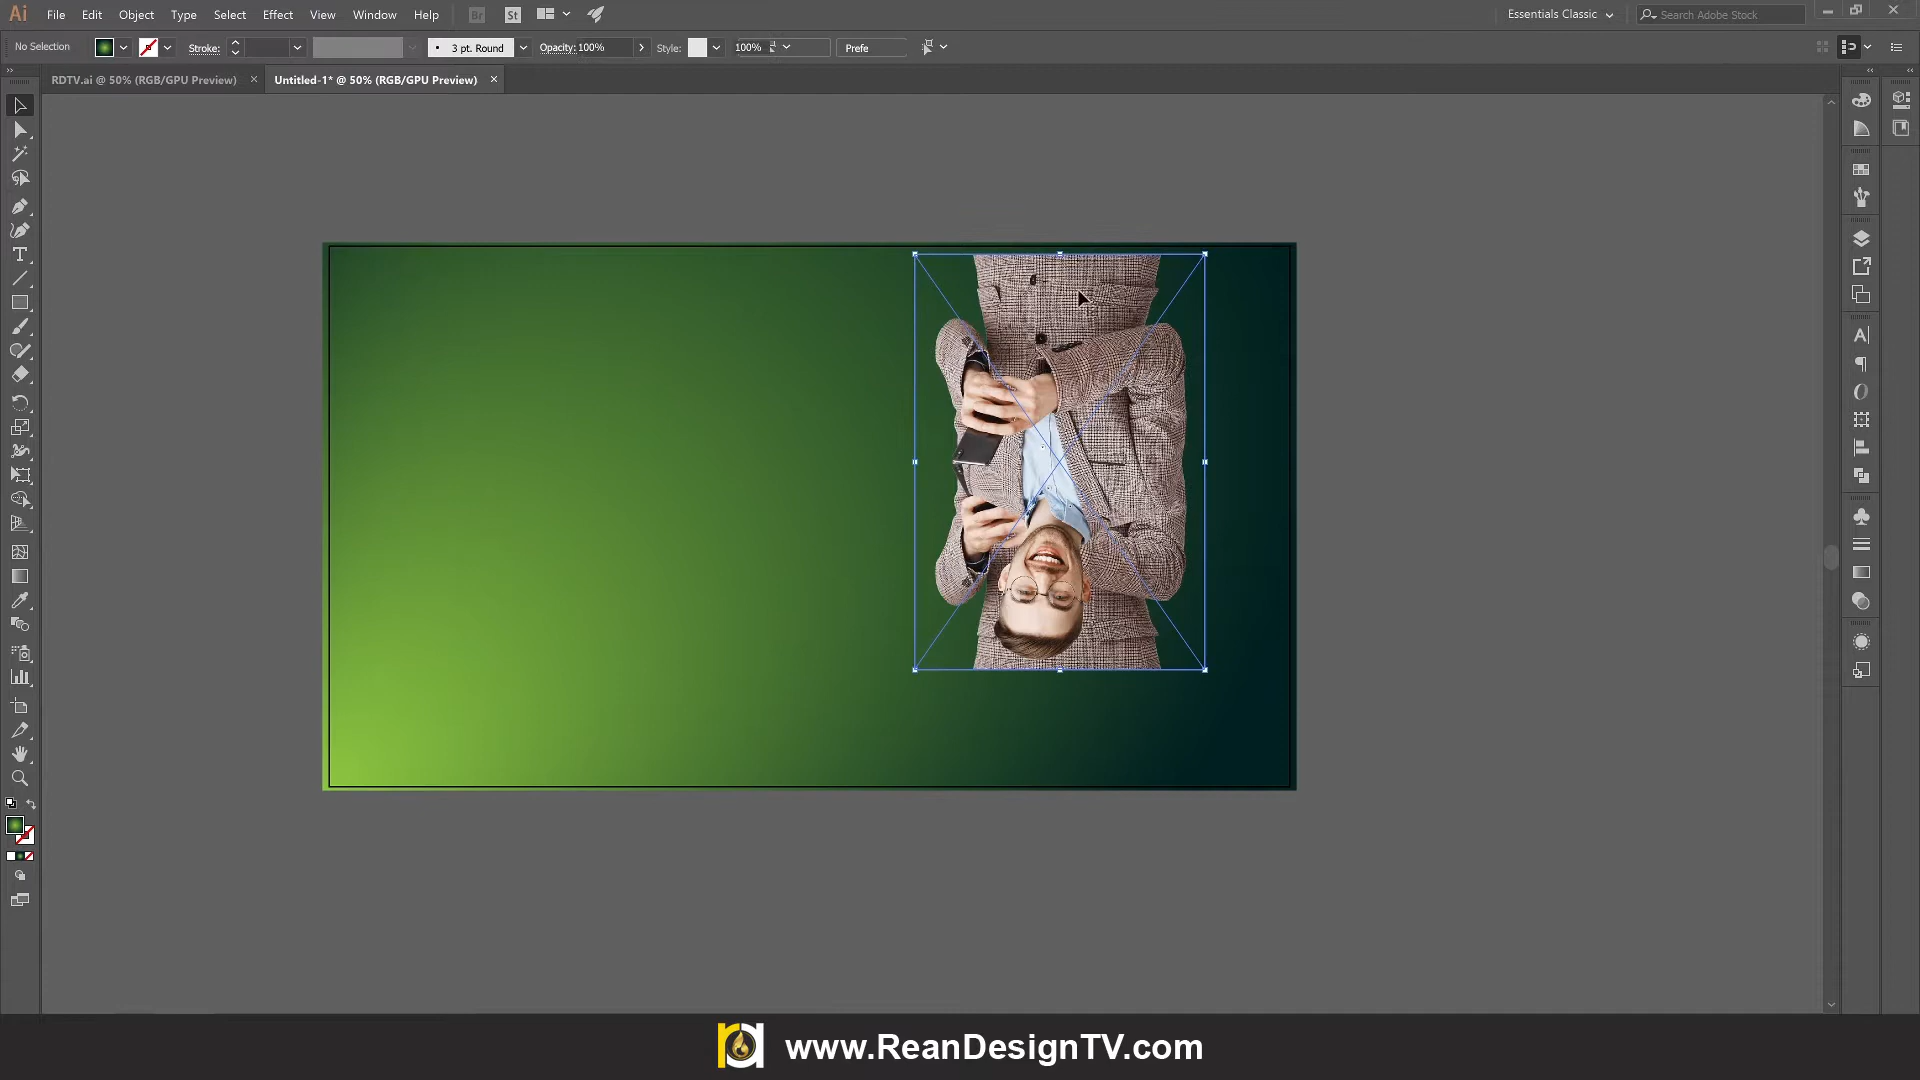 Ai File Edit Object Type Select Effect View Window Help Br St Essentials Classic Search Adobe Stock
No Selection Stroke: 3 pt. Round Opacity: 100% Style: 100% Prefe
RDTV.ai @ 50% (RGB/GPU Preview) Untitled-1* @ 50% (RGB/GPU Preview)
www.ReanDesignTV.com